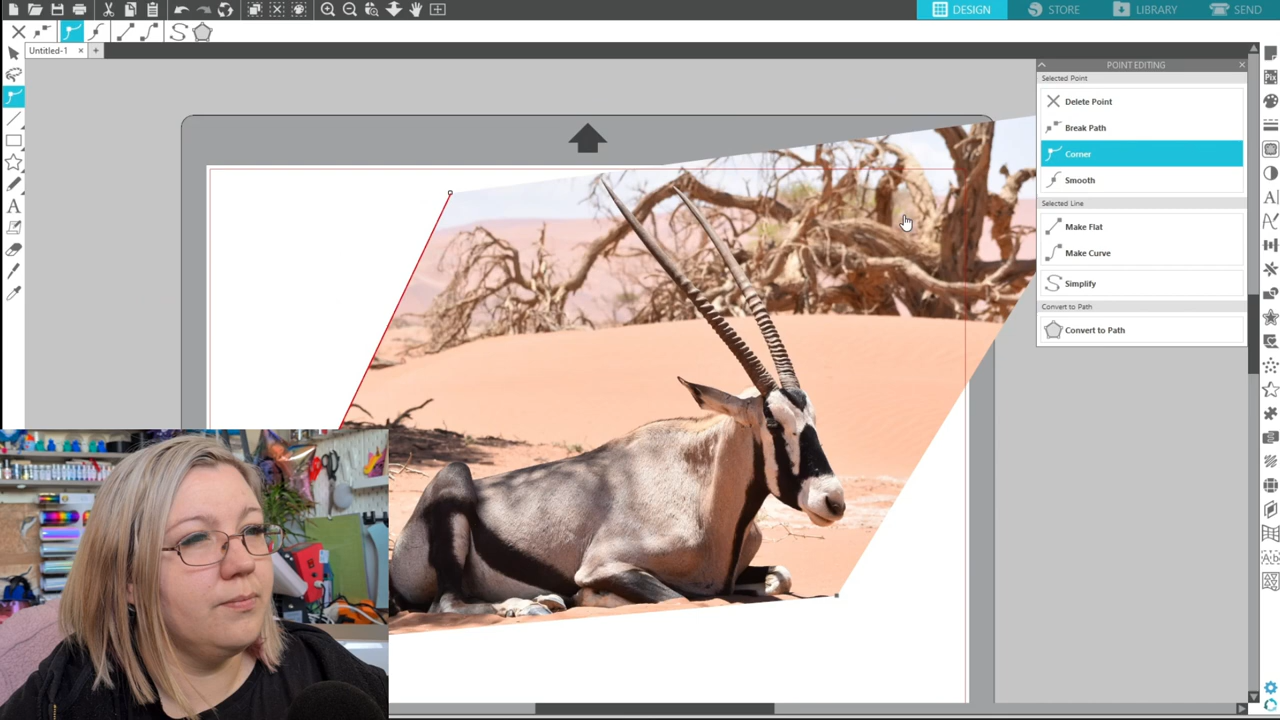 DESIGN
STORE
LIBRARY
SEND
Untitled-1
POINT EDITING
Selected Point
Delete Point
Break Path
Corner
Smooth
Selected Line
Make Flat
Make Curve
Simplify
Convert to Path
Convert to Path